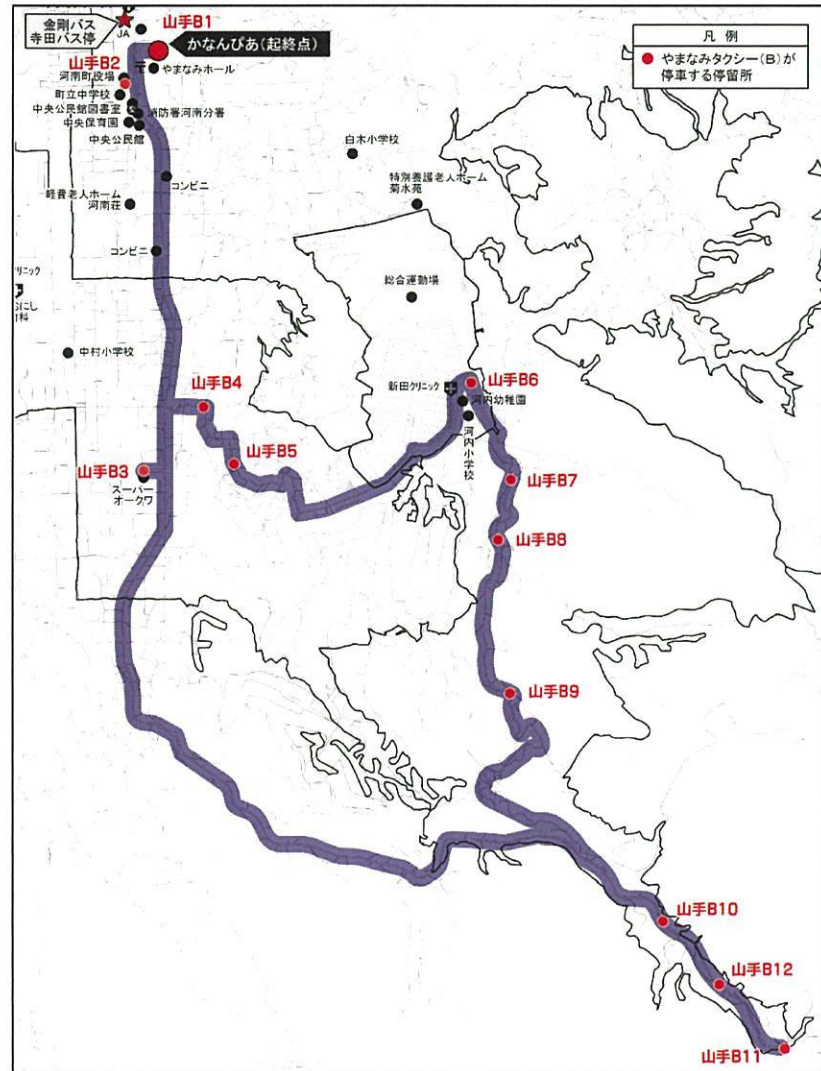 金剛バス
寺田バス停
JA
山手B1
かなんぴあ(起終点)
やまなみホール
山手B2
河南町役場
町立中学校
中央公民館図書室
消防署河南分署
中央保育園
中央公民館
コンビニ
軽費老人ホーム
河南荘
コンビニ
中村小学校
凡 例
やまなみタクシー(B)が
停車する停留所
白木小学校
特別養護老人ホーム
菊水苑
総合運動場
新田クリニック
山手B6
河内幼稚園
河内小学校
山手B4
山手B5
山手B3
スーパー
オークワ
山手B7
山手B8
山手B9
山手B10
山手B12
山手B11